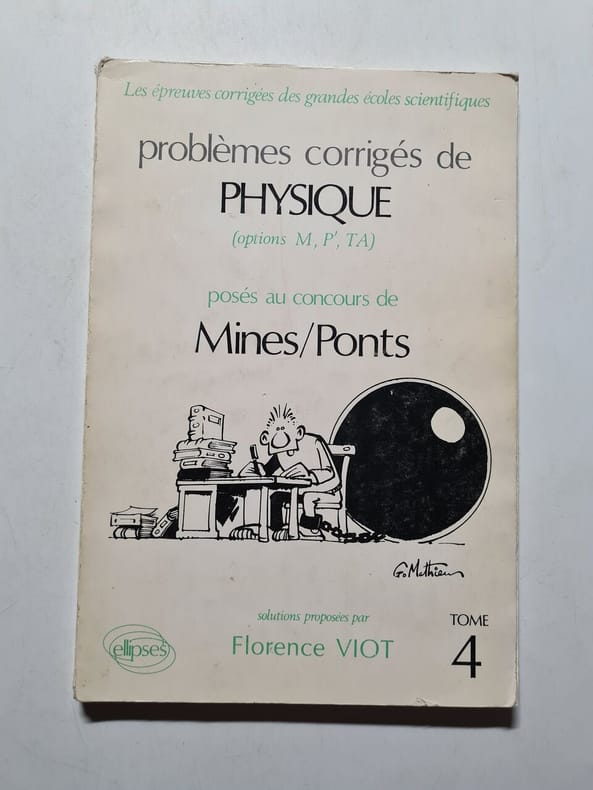 Les épreuves corrigées des grandes écoles scientifiques
problèmes corrigés de
PHYSIQUE
(options M, P', TA)
posés au concours de
Mines/Ponts
GoMathieu
solutions proposées par
Florence VIOT
TOME
4
ellipses